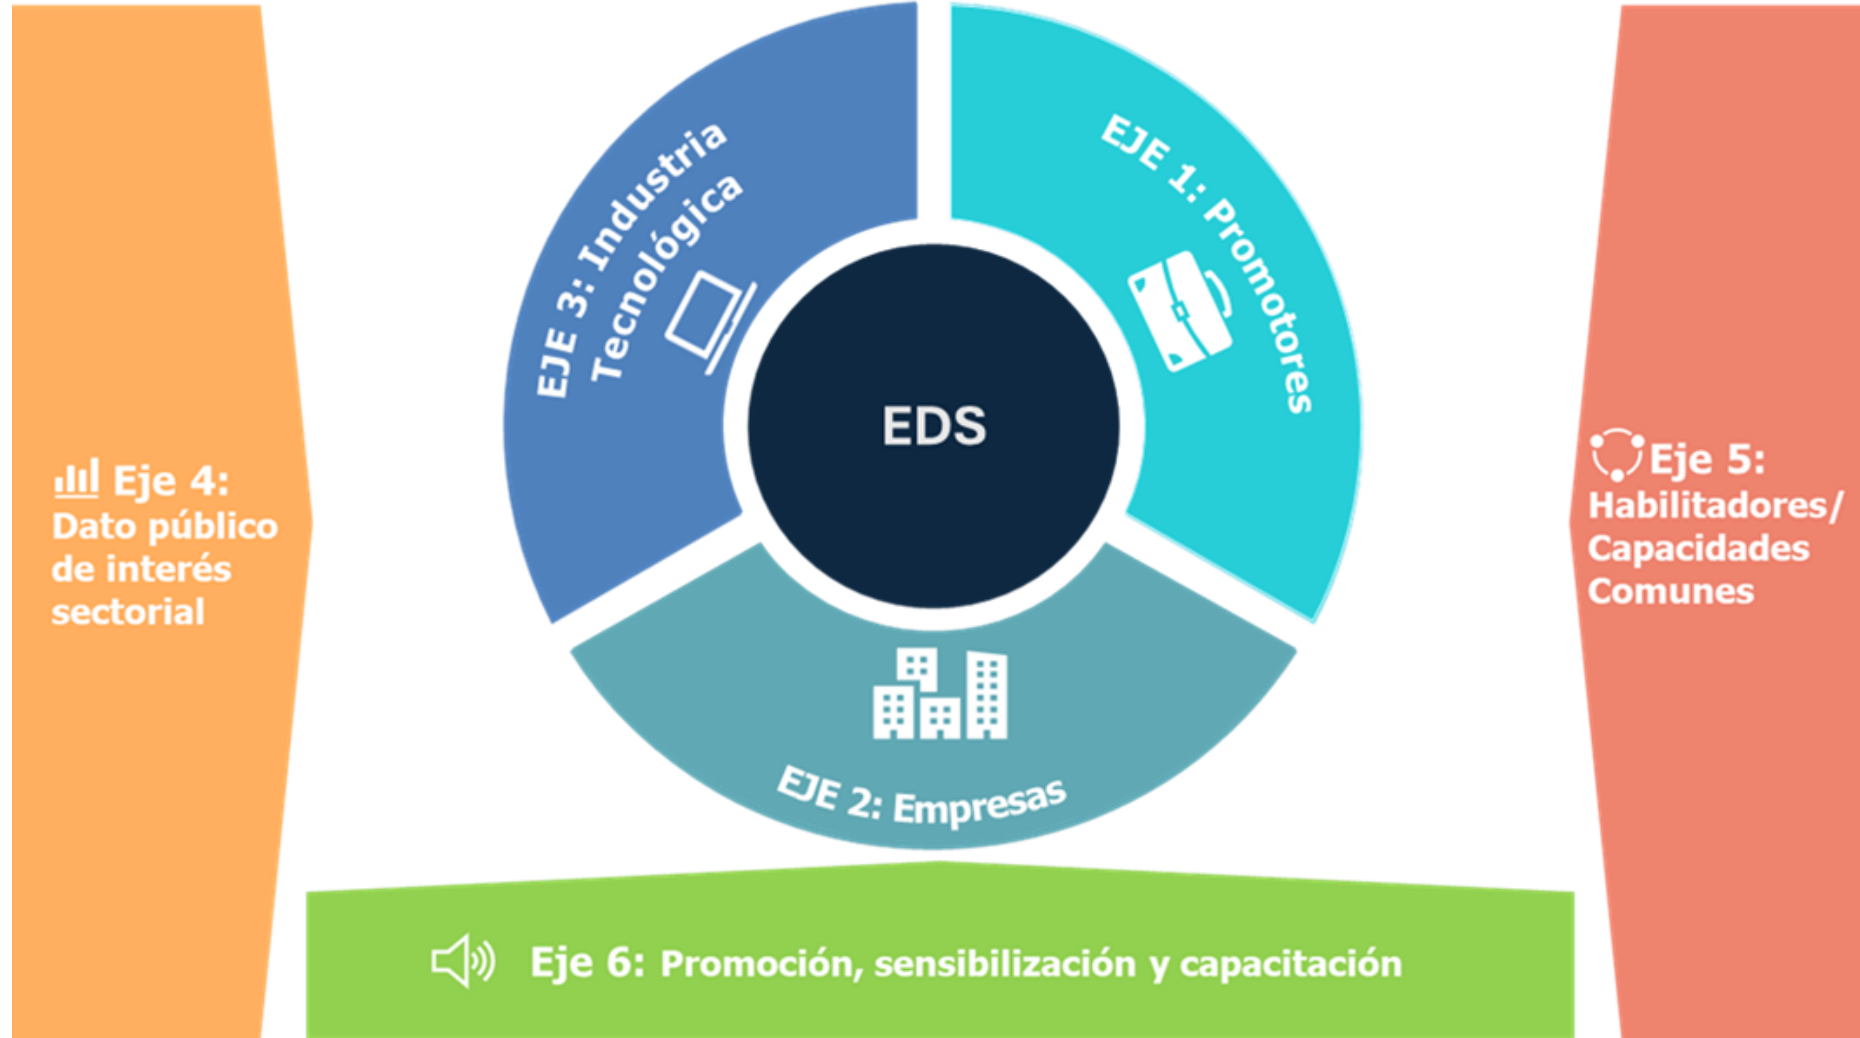 EJE 1: Promotores
EJE 3: Industria
Tecnológica
EDS
EJE 2: Empresas
Eje 4:
Dato público
de interés
sectorial
Eje 5:
Habilitadores/
Capacidades
Comunes
Eje 6: Promoción, sensibilización y capacitación